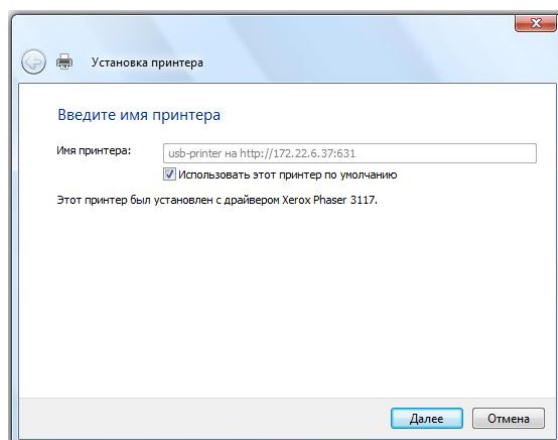 Установка принтера
Введите имя принтера
Имя принтера: usb-printer на http://172.22.6.37:631
Использовать этот принтер по умолчанию
Этот принтер был установлен с драйвером Xerox Phaser 3117.
Далее Отмена